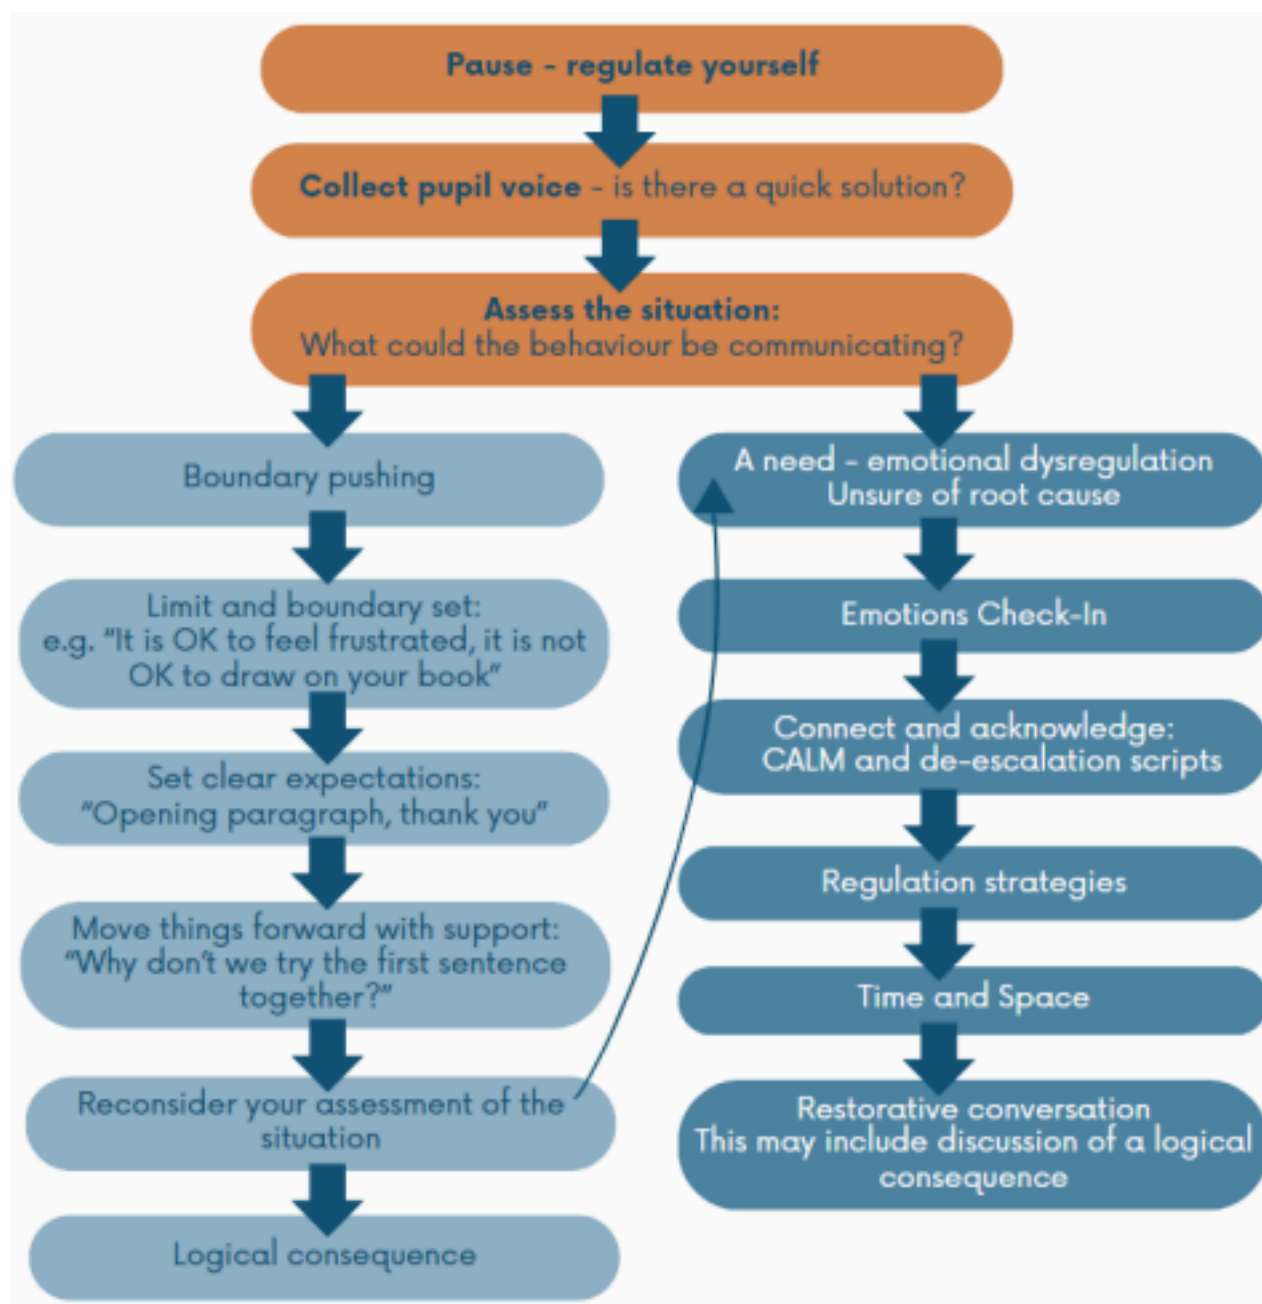 Pause - regulate yourself
Collect pupil voice - is there a quick solution?
Assess the situation:
What could the behaviour be communicating?
Boundary pushing
Limit and boundary set:
e.g. “It is OK to feel frustrated, it is not
OK to draw on your book”
Set clear expectations:
“Opening paragraph, thank you”
Move things forward with support:
“Why don’t we try the first sentence
together?”
Reconsider your assessment of the
situation
Logical consequence
A need - emotional dysregulation
Unsure of root cause
Emotions Check-In
Connect and acknowledge:
CALM and de-escalation scripts
Regulation strategies
Time and Space
Restorative conversation
This may include discussion of a logical
consequence